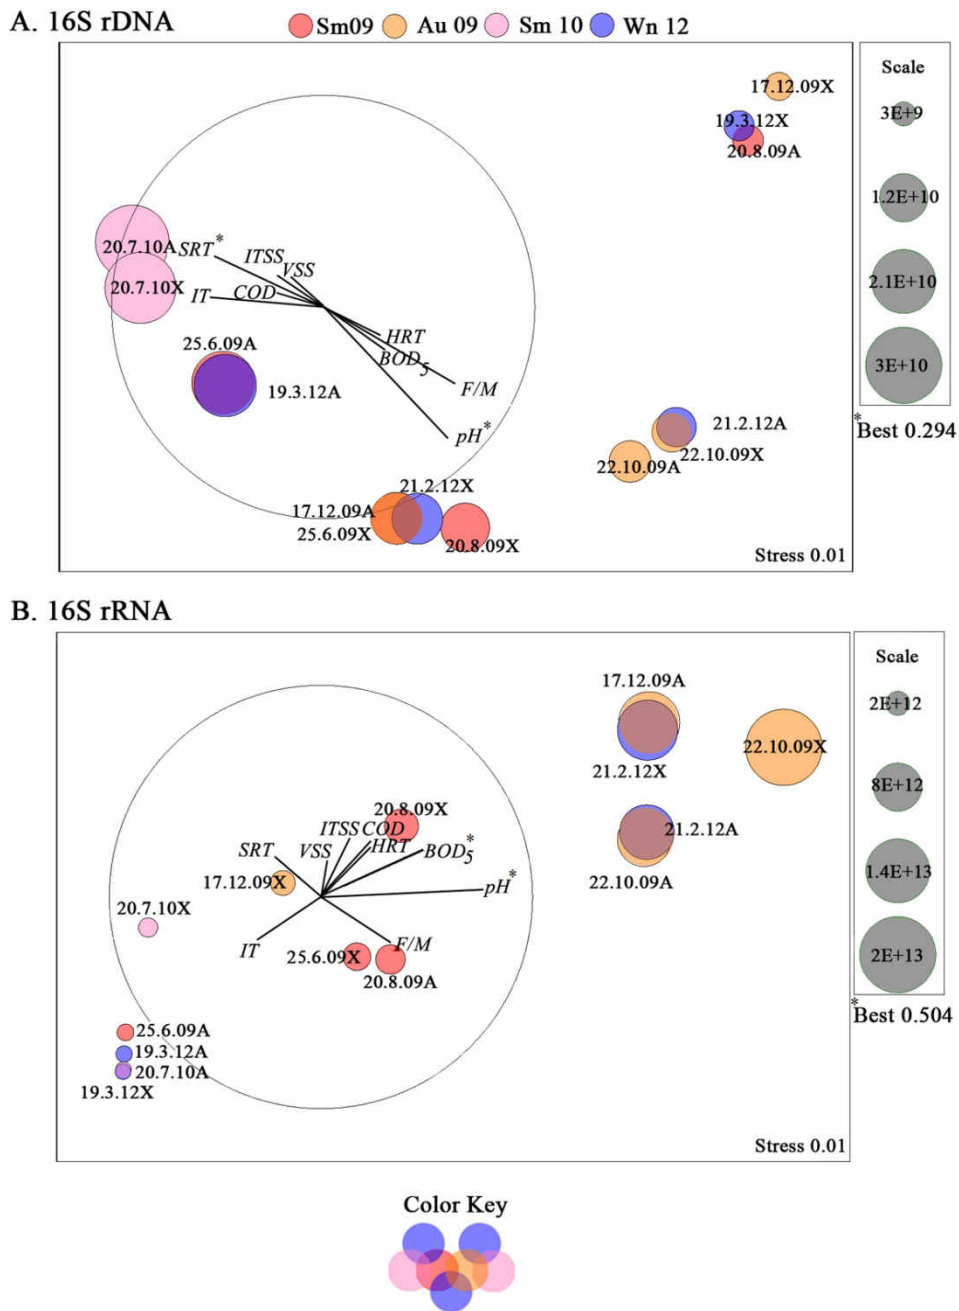 A. 16S rDNA
Sm09 Au 09 Sm 10 Wn 12
17.12.09X
19.3.12X
20.8.09A
Scale
3E+9
1.2E+10
2.1E+10
3E+10
*Best 0.294
20.7.10A
SRT*
ITSS
VSS
20.7.10X
IT
COD
HRT
BOD5
F/M
pH*
25.6.09A
19.3.12A
21.2.12A
22.10.09X
22.10.09A
21.2.12X
17.12.09A
25.6.09X
20.8.09X
Stress 0.01
B. 16S rRNA
Scale
2E+12
8E+12
1.4E+13
2E+13
*Best 0.504
17.12.09A
22.10.09X
21.2.12X
20.8.09X
ITSS COD
21.2.12A
SRT
VSS
HRT
BOD5*
22.10.09A
17.12.09X
pH*
20.7.10X
IT
F/M
25.6.09X
20.8.09A
25.6.09A
19.3.12A
20.7.10A
19.3.12X
Stress 0.01
Color Key